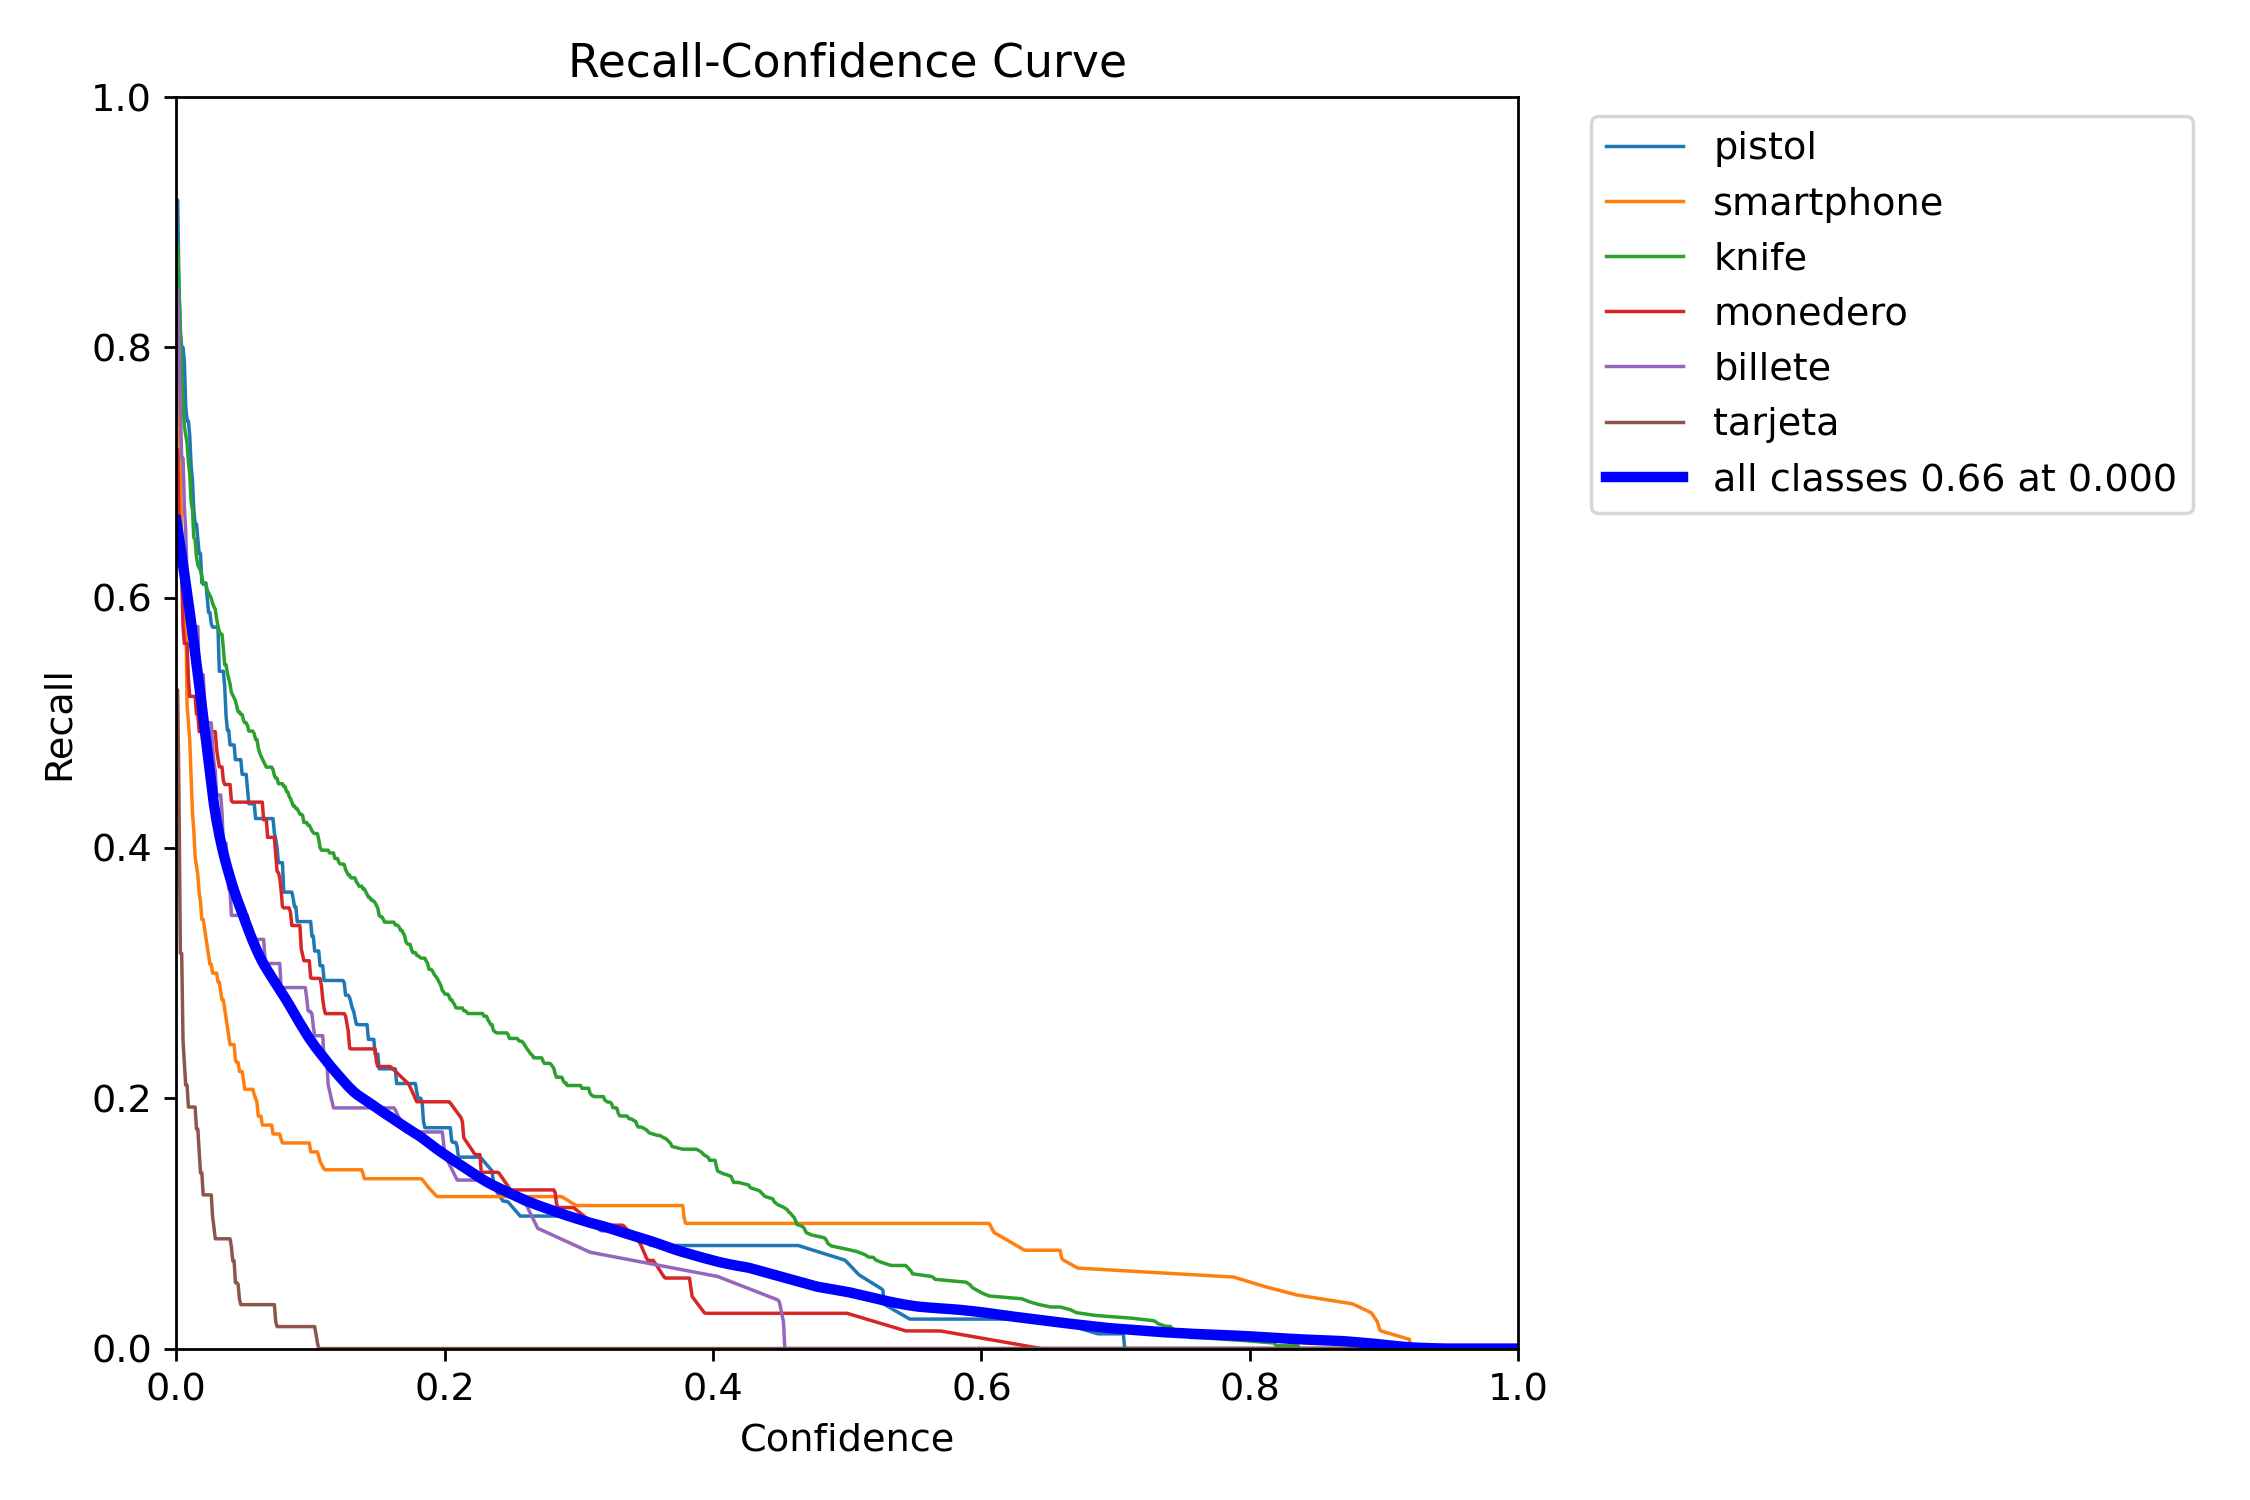 Recall-Confidence Curve
1.0
0.8
0.6
0.4
0.2
0.0
Recall
0.0 0.2 0.4 0.6 0.8 1.0
Confidence
pistol
smartphone
knife
monedero
billete
tarjeta
all classes 0.66 at 0.000